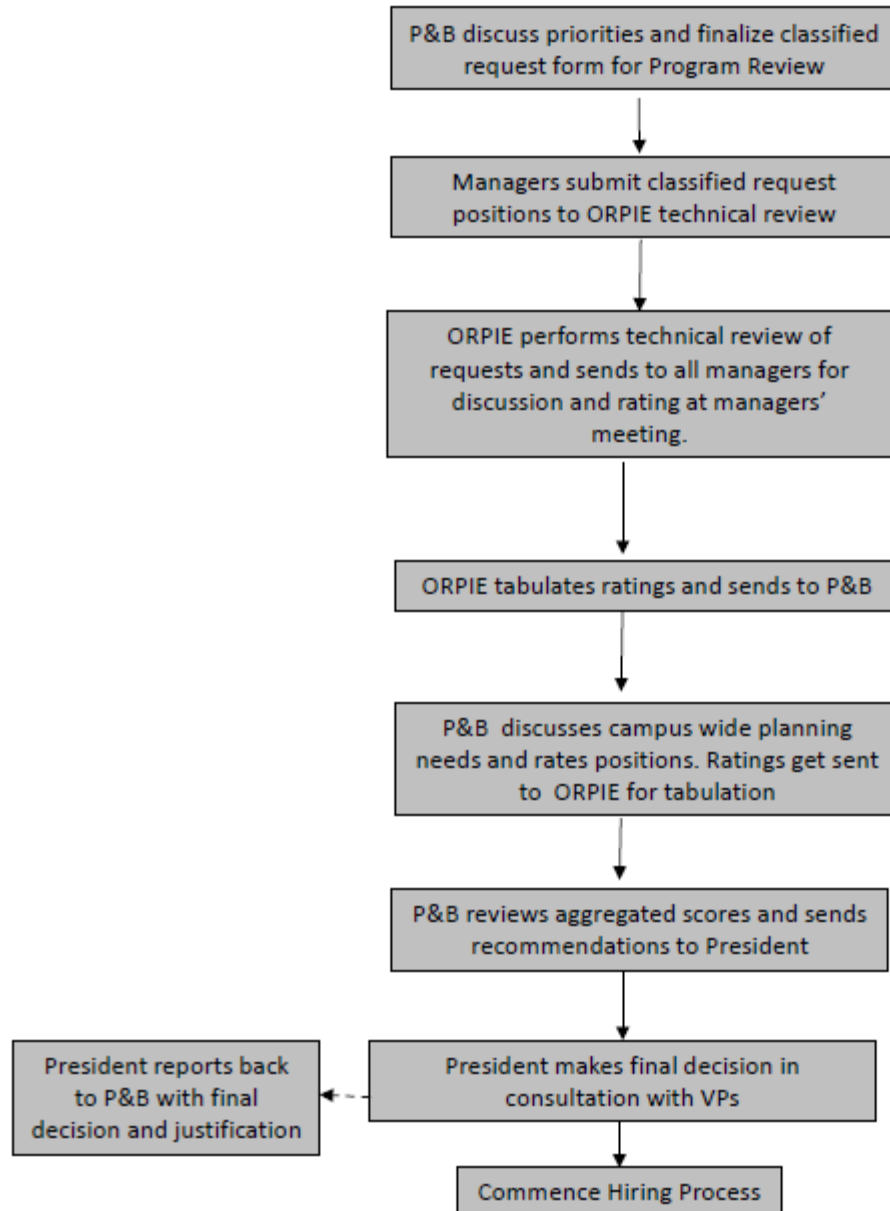 P&B discuss priorities and finalize classified
request form for Program Review
Managers submit classified request
positions to ORPIE technical review
ORPIE performs technical review of
requests and sends to all managers for
discussion and rating at managers’
meeting.
ORPIE tabulates ratings and sends to P&B
P&B discusses campus wide planning
needs and rates positions. Ratings get sent
to ORPIE for tabulation
P&B reviews aggregated scores and sends
recommendations to President
President makes final decision in
consultation with VPs
President reports back
to P&B with final
decision and justification
Commence Hiring Process